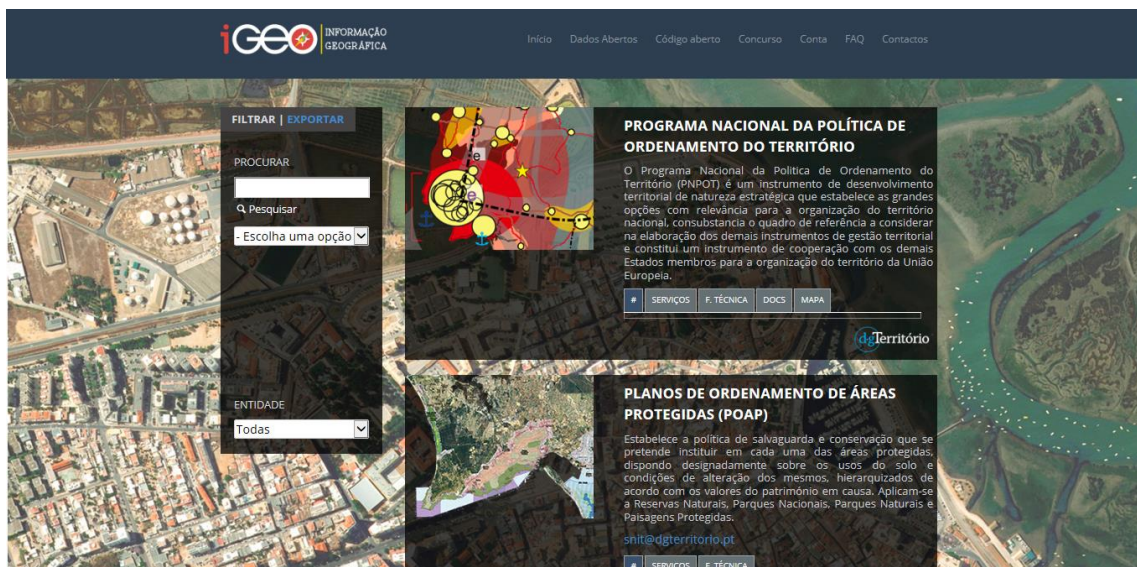 iGEO INFORMAÇÃO
GEOGRÁFICA
Início Dados Abertos Código aberto Concurso Conta FAQ Contactos
FILTRAR | EXPORTAR
PROCURAR
Pesquisar
- Escolha uma opção
ENTIDADE
Todas
e
e
PROGRAMA NACIONAL DA POLÍTICA DE
ORDENAMENTO DO TERRITÓRIO
O Programa Nacional da Politica de Ordenamento do
Território (PNPOT) é um instrumento de desenvolvimento
territorial de natureza estratégica que estabelece as grandes
opções com relevância para a organização do território
nacional, consubstancia o quadro de referência a considerar
na elaboração dos demais instrumentos de gestão territorial
e constitui um instrumento de cooperação com os demais
Estados membros para a organização do território da União
Europeia.
# SERVIÇOS F. TÉCNICA DOCS MAPA
dgTerritório
PLANOS DE ORDENAMENTO DE ÁREAS
PROTEGIDAS (POAP)
Estabelece a política de salvaguarda e conservação que se
pretende instituir em cada uma das áreas protegidas,
dispondo designadamente sobre os usos do solo e
condições de alteração dos mesmos, hierarquizados de
acordo com os valores do património em causa. Aplicam-se
a Reservas Naturais, Parques Nacionais, Parques Naturais e
Paisagens Protegidas.
snit@dgterritorio.pt
# SERVIÇOS F. TÉCNICA